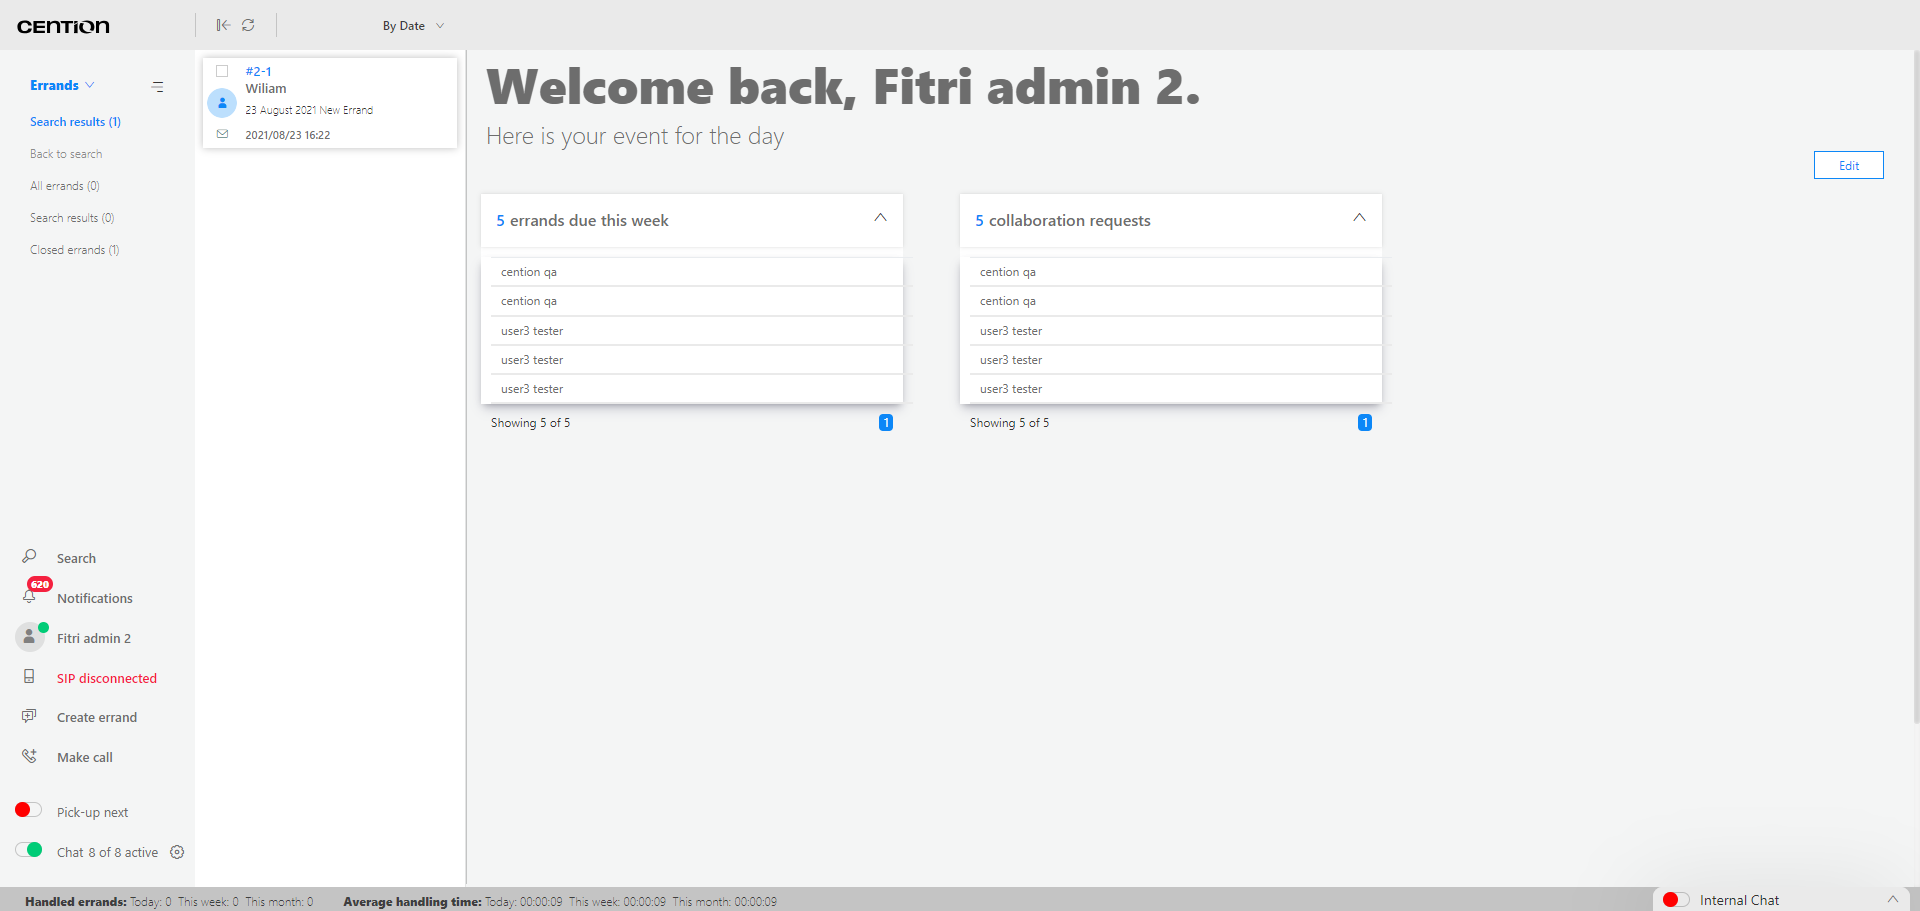 CENTION
By Date
Errands
Search results (1)
Back to search
All errands (0)
Search results (0)
Closed errands (1)
#2-1
Wiliam
23 August 2021 New Errand
2021/08/23 16:22
Welcome back, Fitri admin 2.
Here is your event for the day
Edit
5 errands due this week
cention qa
cention qa
user3 tester
user3 tester
user3 tester
Showing 5 of 5
1
5 collaboration requests
cention qa
cention qa
user3 tester
user3 tester
user3 tester
Showing 5 of 5
1
Search
620
Notifications
Fitri admin 2
SIP disconnected
Create errand
Make call
Pick-up next
Chat 8 of 8 active
Handled errands: Today: 0 This week: 0 This month: 0
Average handling time: Today: 00:00:09 This week: 00:00:09 This month: 00:00:09
Internal Chat